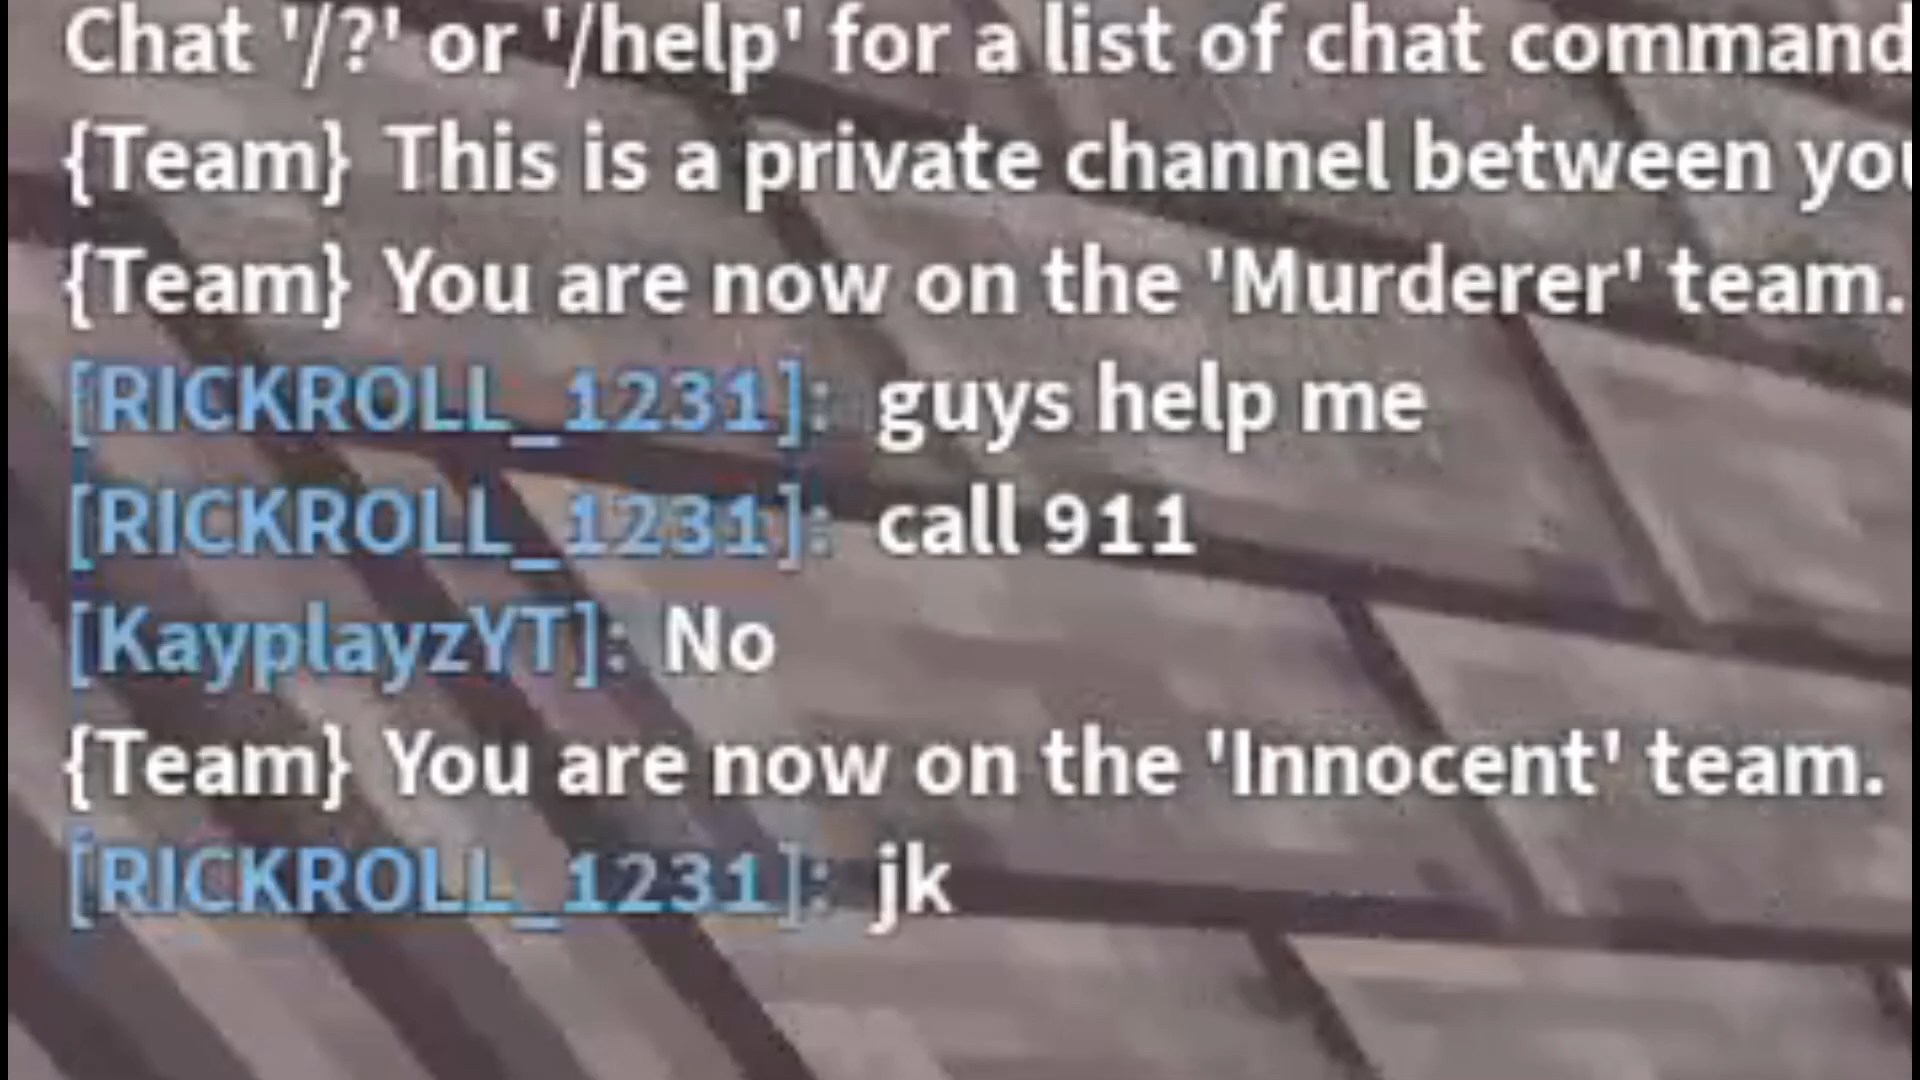 Chat '/?' or '/help' for a list of chat command
{Team} This is a private channel between you
{Team} You are now on the 'Murderer' team.
[RICKROLL_1231]: guys help me
[RICKROLL_1231]: call 911
[KayplayzYT]: No
{Team} You are now on the 'Innocent' team.
[RICKROLL_1231]: jk